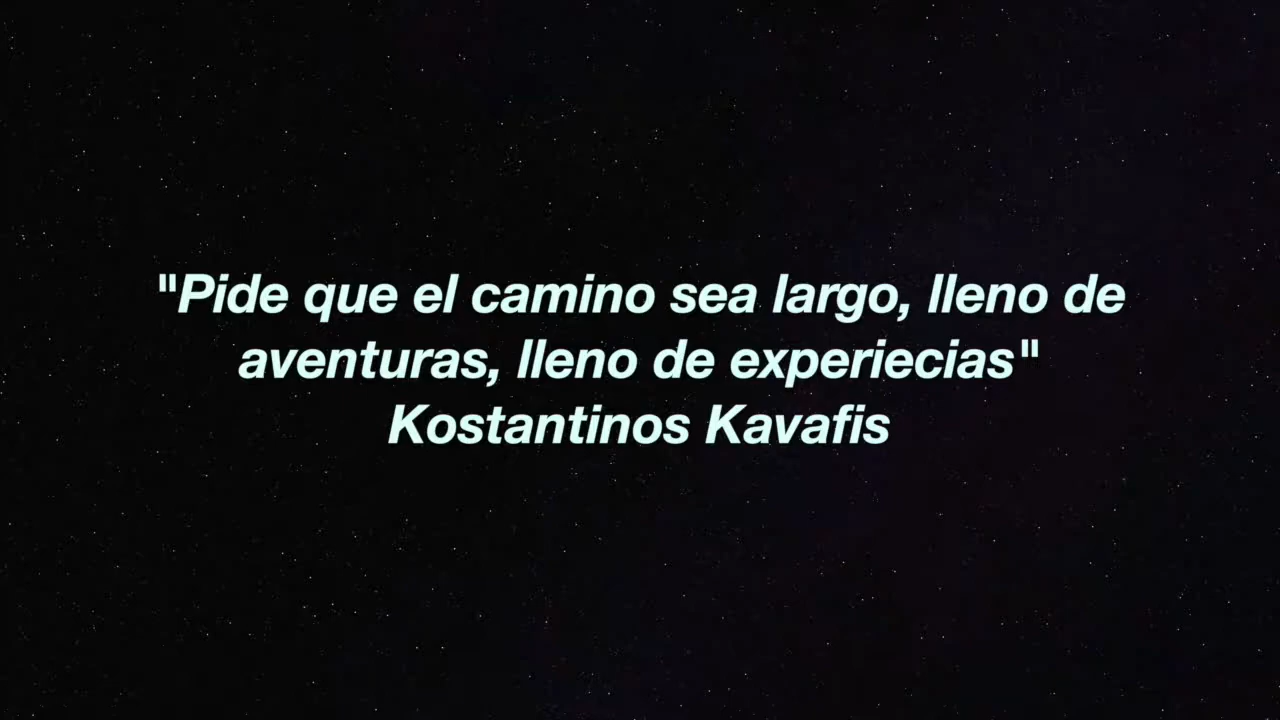 "Pide que el camino sea largo, lleno de
aventuras, lleno de experiecias"
Kostantinos Kavafis